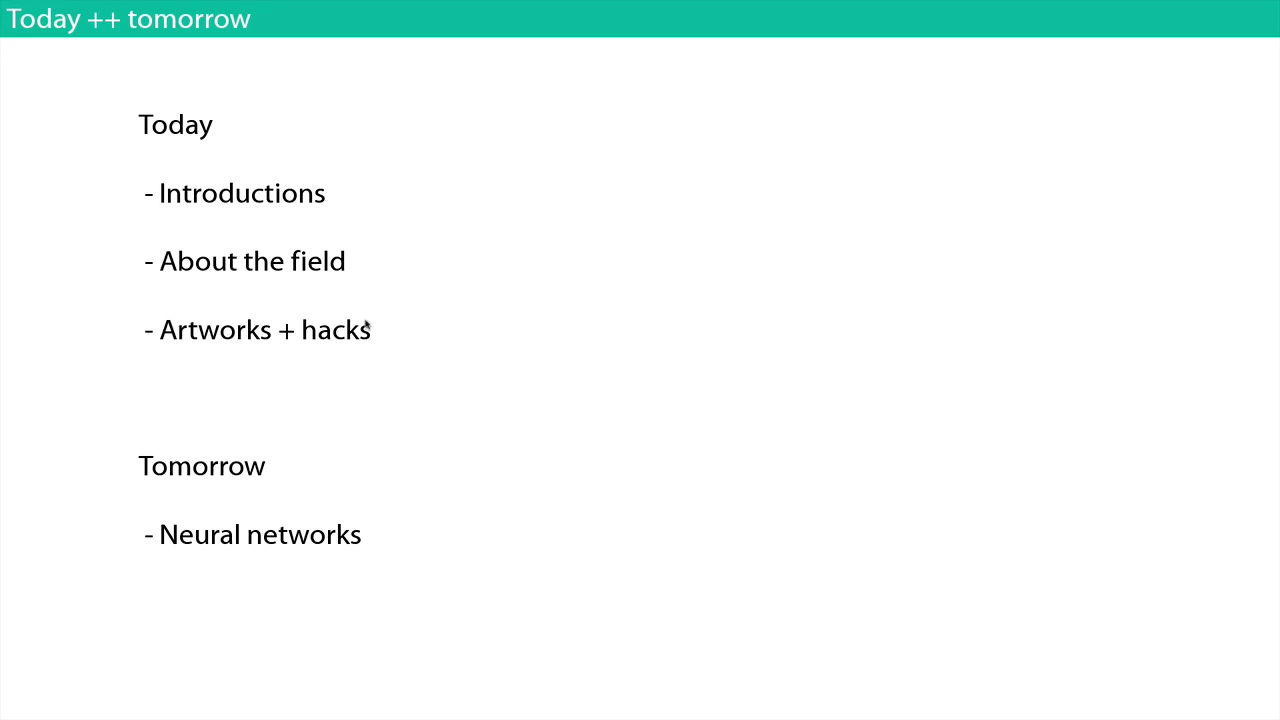 Today ++ tomorrow
Today
- Introductions
- About the field
- Artworks + hacks
Tomorrow
- Neural networks